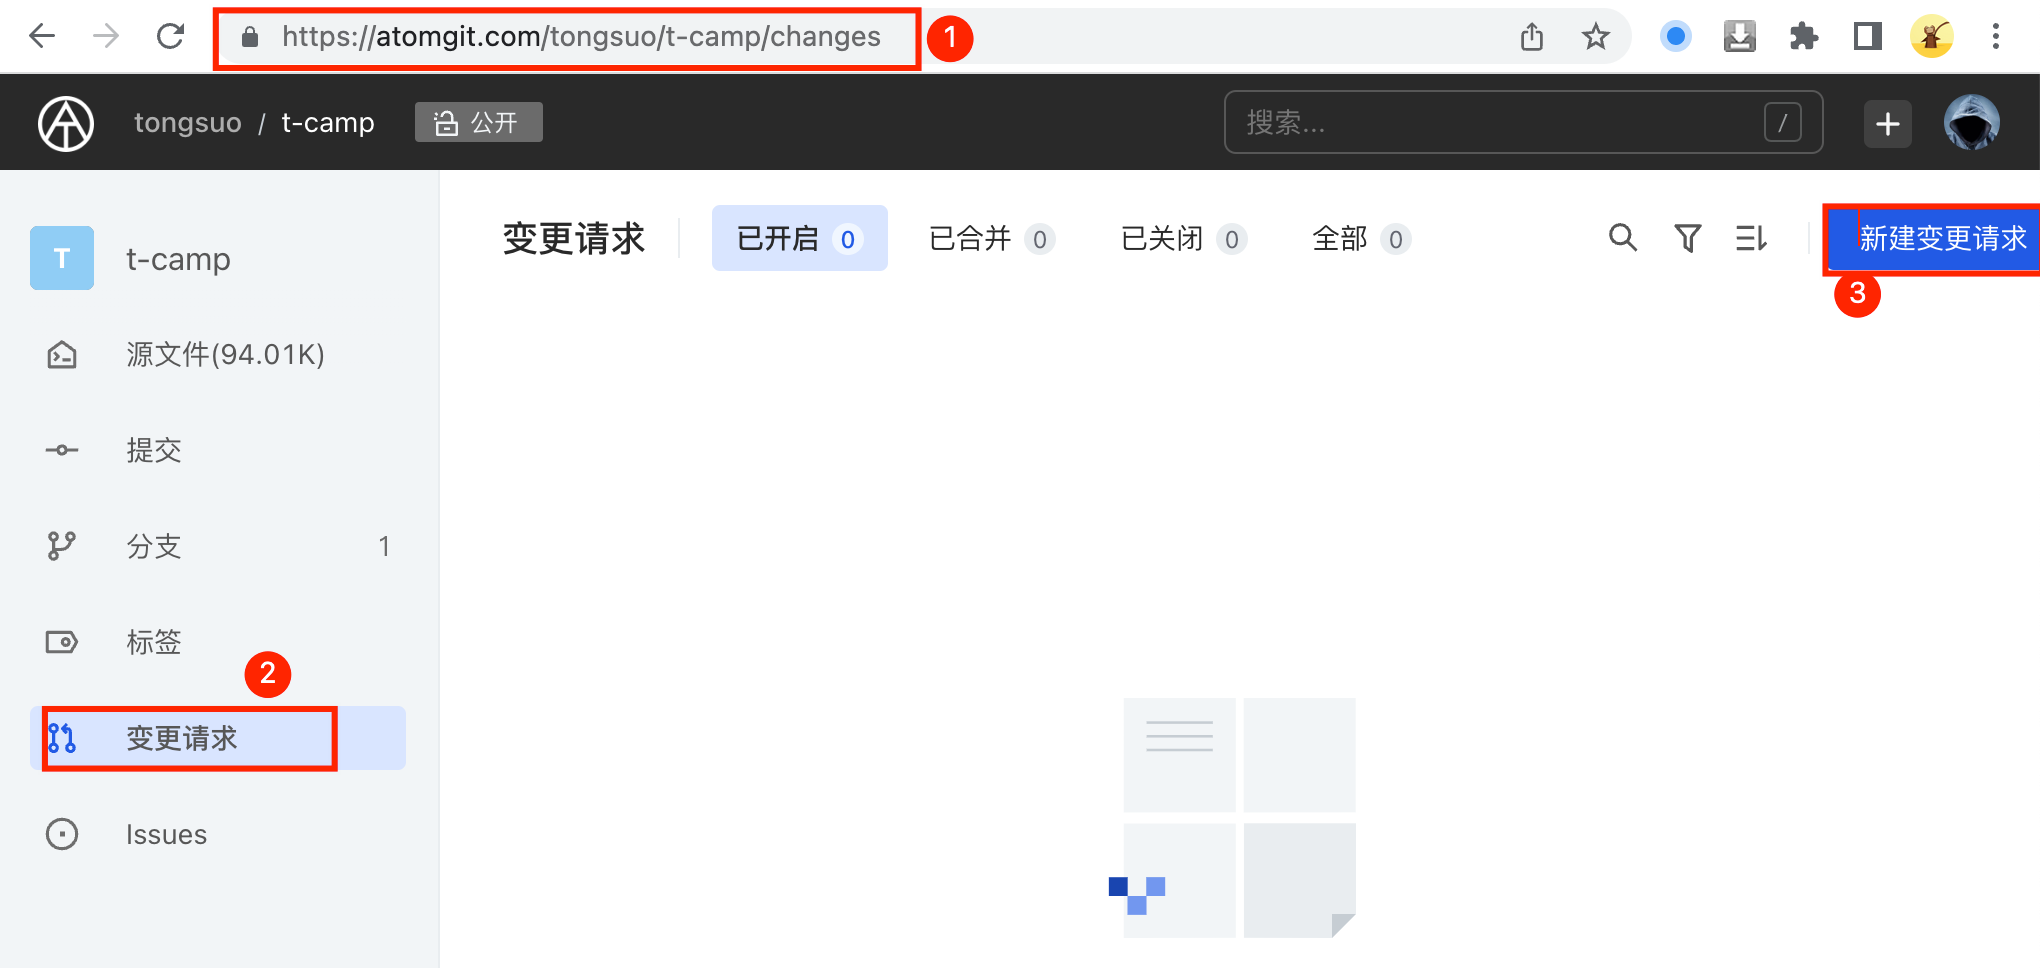 https://atomgit.com/tongsuo/t-camp/changes
1
tongsuo / t-camp 公开 搜索... /
T t-camp
变更请求 已开启 0 已合并 0 已关闭 0 全部 0 新建变更请求
3
源文件(94.01K)
提交
分支 1
标签
2
变更请求
Issues